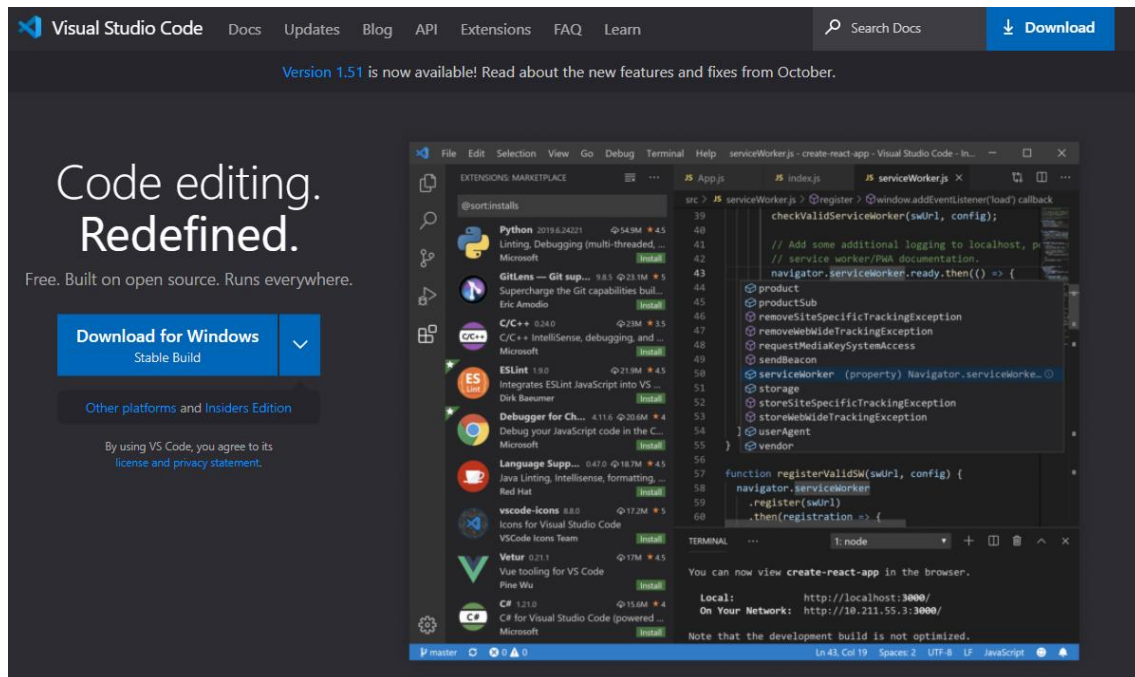 Visual Studio Code Docs Updates Blog API Extensions FAQ Learn Search Docs Download
Version 1.51 is now available! Read about the new features and fixes from October.
Code editing.
Redefined.
Free. Built on open source. Runs everywhere.
Download for Windows
Stable Build
Other platforms and Insiders Edition
By using VS Code, you agree to its
license and privacy statement.
File Edit Selection View Go Debug Terminal Help serviceWorker.js - create-react-app - Visual Studio Code - In...
EXTENSIONS: MARKETPLACE
@sort:installs
Python 2019.6.24221 54.9M ★ 4.5
Linting, Debugging (multi-threaded, ...
Microsoft Install
GitLens — Git sup... 9.8.5 23.1M ★ 5
Supercharge the Git capabilities buil...
Eric Amodio Install
C/C++ 0.24.0 23M ★ 3.5
C/C++ IntelliSense, debugging, and ...
Microsoft Install
ESLint 1.9.0 21.9M ★ 4.5
Integrates ESLint JavaScript into VS ...
Dirk Baeumer Install
Debugger for Ch... 4.11.6 20.6M ★ 4
Debug your JavaScript code in the C...
Microsoft Install
Language Supp... 0.47.0 18.7M ★ 4.5
Java Linting, Intellisense, formatting, ...
Red Hat Install
vscode-icons 8.8.0 17.2M ★ 5
Icons for Visual Studio Code
VSCode Icons Team Install
Vetur 0.21.1 17M ★ 4.5
Vue tooling for VS Code
Pine Wu Install
C# 1.21.0 15.6M ★ 4
C# for Visual Studio Code (powered ...
Microsoft Install
C/C++
ES
Lint
C#
JS App.js JS index.js JS serviceWorker.js
src > JS serviceWorker.js > register > window.addEventListener('load') callback
39 checkValidServiceWorker(swUrl, config);
40
41 // Add some additional logging to localhost, p
42 // service worker/PWA documentation.
43 navigator.serviceWorker.ready.then(() => {
44 product
45 productSub
46 removeSiteSpecificTrackingException
47 removeWebWideTrackingException
48 requestMediaKeySystemAccess
49 sendBeacon
50 serviceWorker (property) Navigator.serviceWorke...
51 storage
52 storeSiteSpecificTrackingException
53 storeWebWideTrackingException
54 } userAgent
55 } vendor
56
57 function registerValidSW(swUrl, config) {
58 navigator.serviceWorker
59 .register(swUrl)
60 .then(registration => {
TERMINAL ... 1: node
You can now view create-react-app in the browser.
Local: http://localhost:3000/
On Your Network: http://10.211.55.3:3000/
Note that the development build is not optimized.
master 0 0 Ln 43, Col 19 Spaces: 2 UTF-8 LF JavaScript